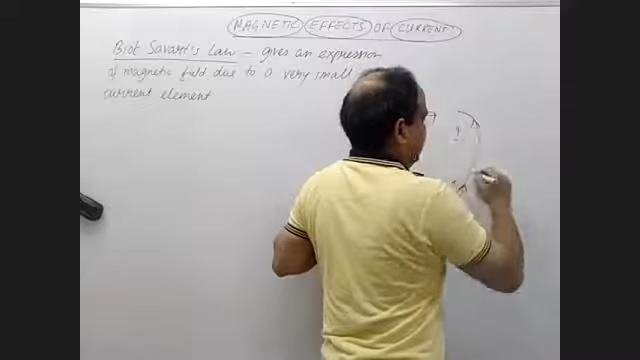 MAGNETIC EFFECTS OF CURRENT
Biot Savart's Law - gives an expression
of magnetic field due to a very small
current element